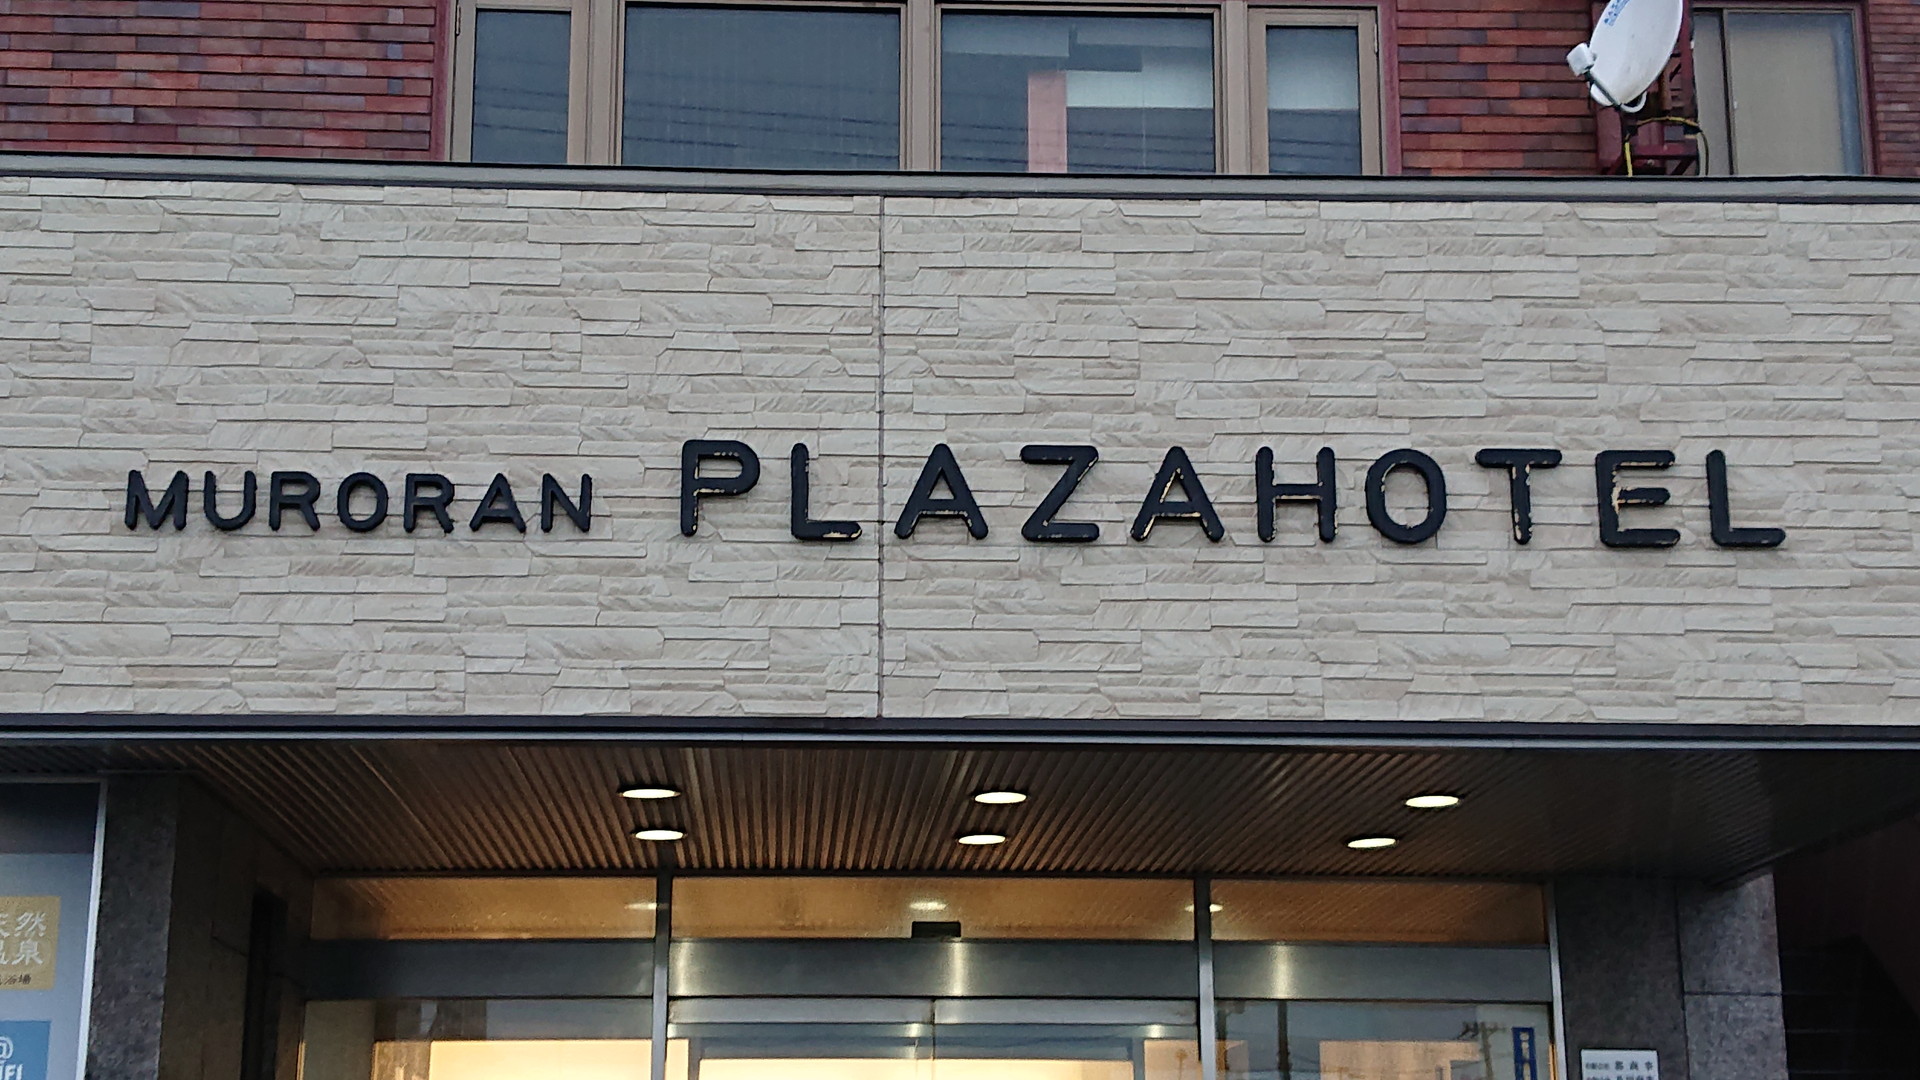 MURORAN PLAZAHOTEL
天然
温泉